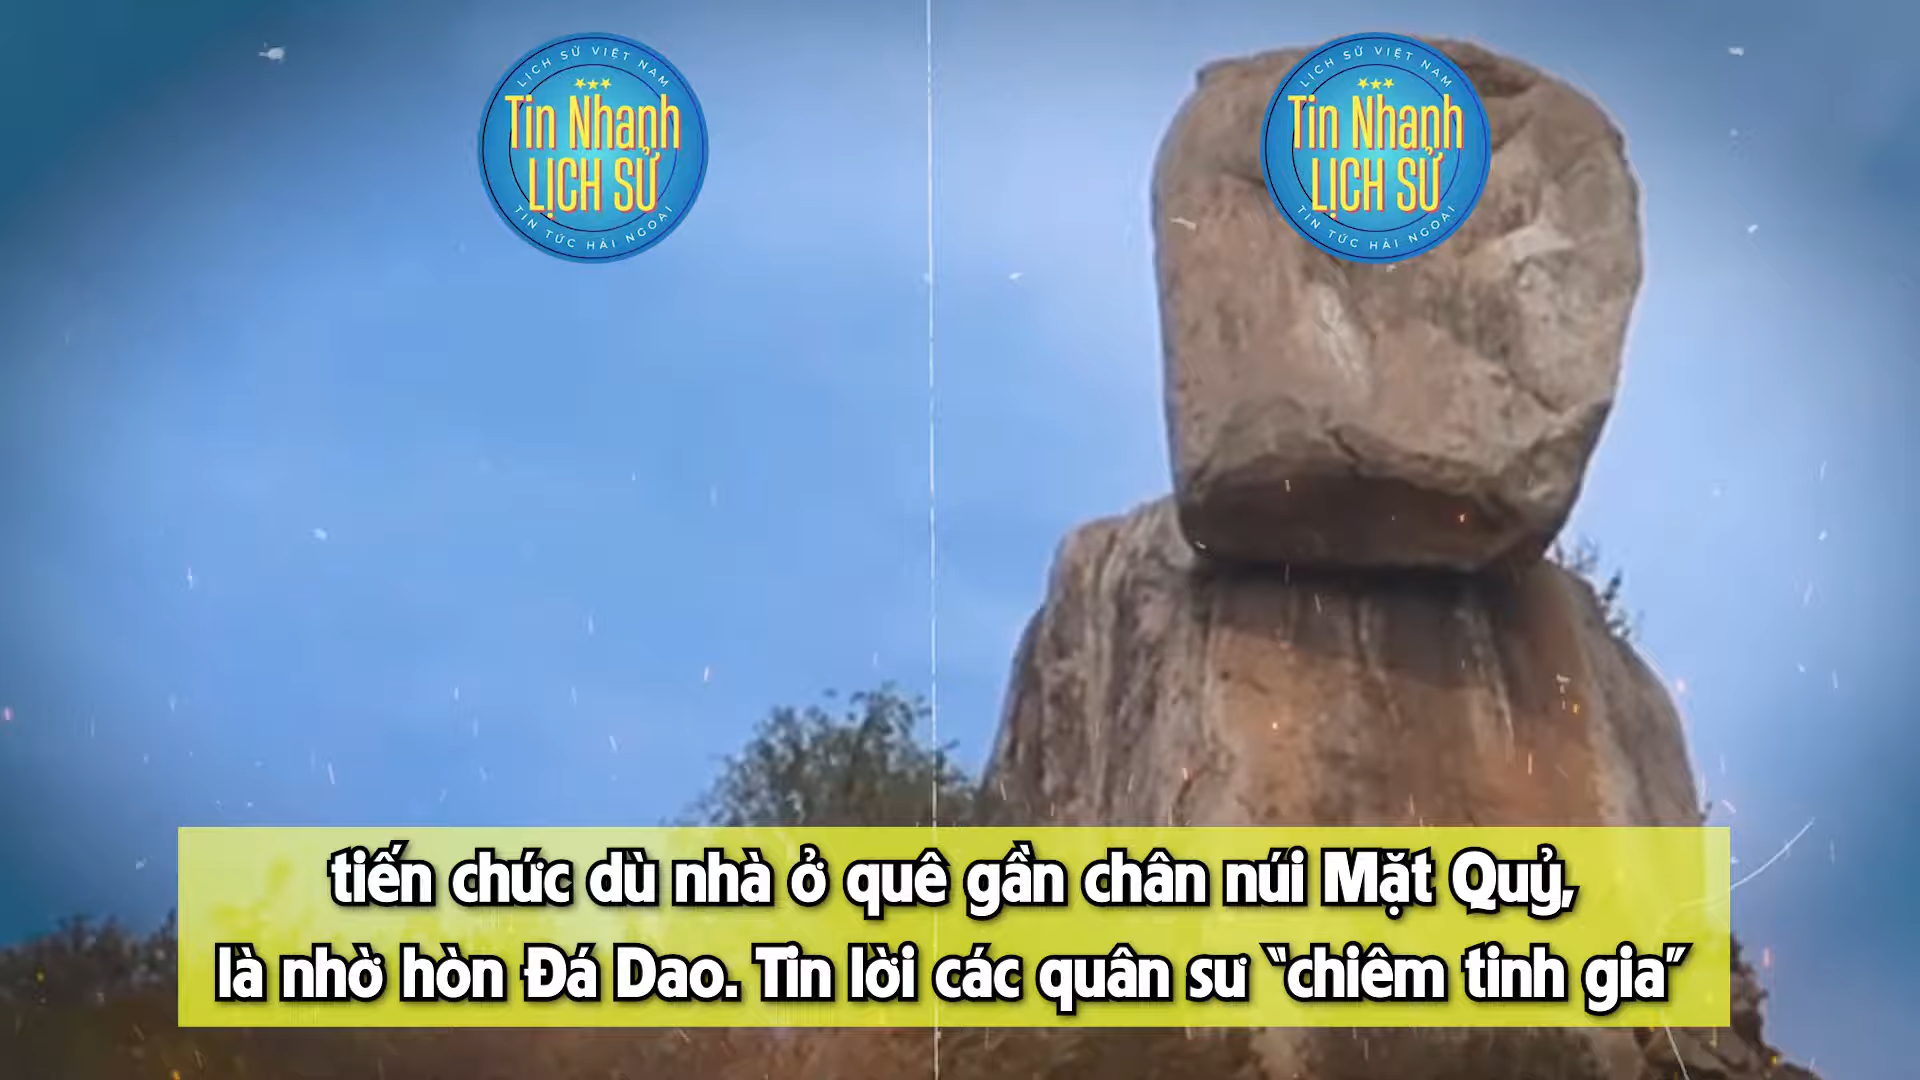 LỊCH SỬ VIỆT NAM
Tin Nhanh
LỊCH SỬ
TIN TỨC HẢI NGOẠI
LỊCH SỬ VIỆT NAM
Tin Nhanh
LỊCH SỬ
TIN TỨC HẢI NGOẠI
tiến chức dù nhà ở quê gần chân núi Mặt Quỷ,
là nhờ hòn Đá Dao. Tin lời các quân sư "chiêm tinh gia"